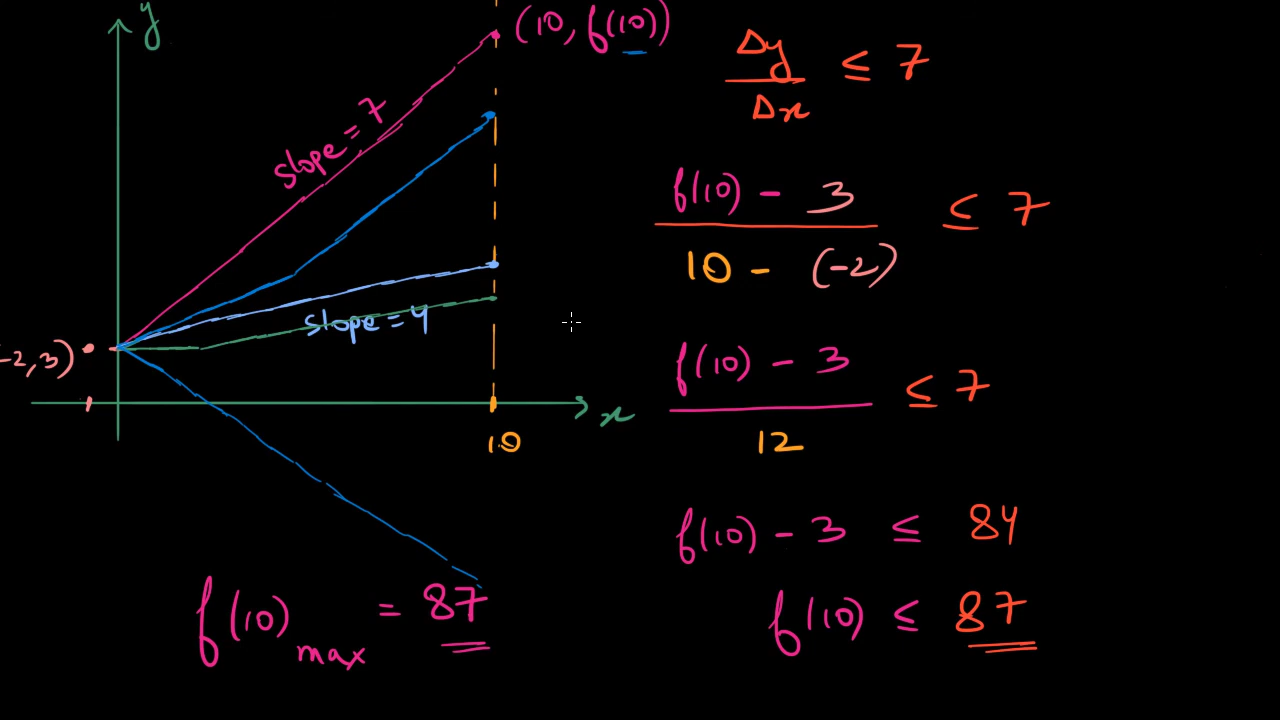 y
(10, f(10))
slope = 7
slope = 4
-2, 3)
x
10
f(10) max = 87
Δy / Δx ≤ 7
f(10) - 3 / 10 - (-2) ≤ 7
f(10) - 3 / 12 ≤ 7
f(10) - 3 ≤ 84
f(10) ≤ 87